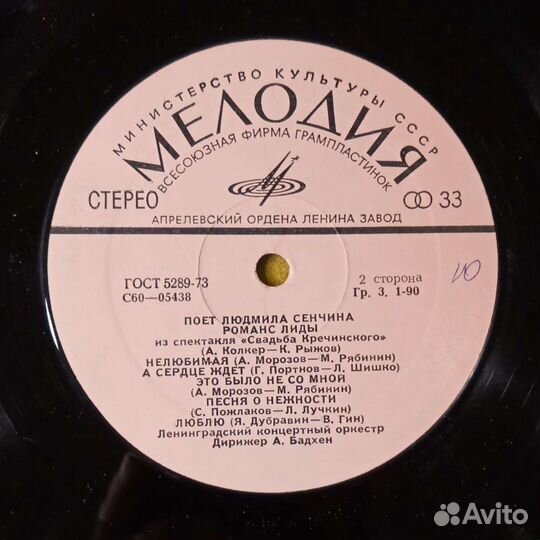 МИНИСТЕРСТВО КУЛЬТУРЫ СССР
МЕЛОДИЯ
ВСЕСОЮЗНАЯ ФИРМА ГРАМПЛАСТИНОК
СТЕРЕО 33
АПРЕЛЕВСКИЙ ОРДЕНА ЛЕНИНА ЗАВОД
ГОСТ 5289-73 2 сторона
С60—05438 Гр. 3. 1-90
ПОЕТ ЛЮДМИЛА СЕНЧИНА
РОМАНС ЛИДЫ
из спектакля «Свадьба Кречинского»
(А. Колкер—К. Рыжов)
НЕЛЮБИМАЯ (А. Морозов—М. Рябинин)
А СЕРДЦЕ ЖДЕТ (Г. Портнов—Л. Шишко)
ЭТО БЫЛО НЕ СО МНОЙ
(А. Морозов—М. Рябинин)
ПЕСНЯ О НЕЖНОСТИ
(С. Пожлаков—Л. Лучкин)
ЛЮБЛЮ (Я. Дубравин—В. Гин)
Ленинградский концертный оркестр
Дирижер А. Бадхен
Avito